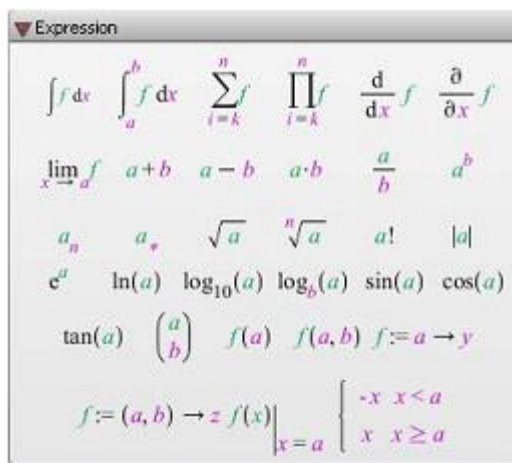 Expression
∫f dx ∫_a^b f dx ∑_{i=k}^n f ∏_{i=k}^n f d/dx f ∂/∂x f
lim_{x→a} f a+b a−b a·b a/b a^b
a_n a_* √a ⁿ√a a! |a|
e^a ln(a) log_10(a) log_b(a) sin(a) cos(a)
tan(a) (a b) f(a) f(a, b) f:=a→y
f:=(a, b)→z f(x)|_{x=a} { -x x<a
x x≥a